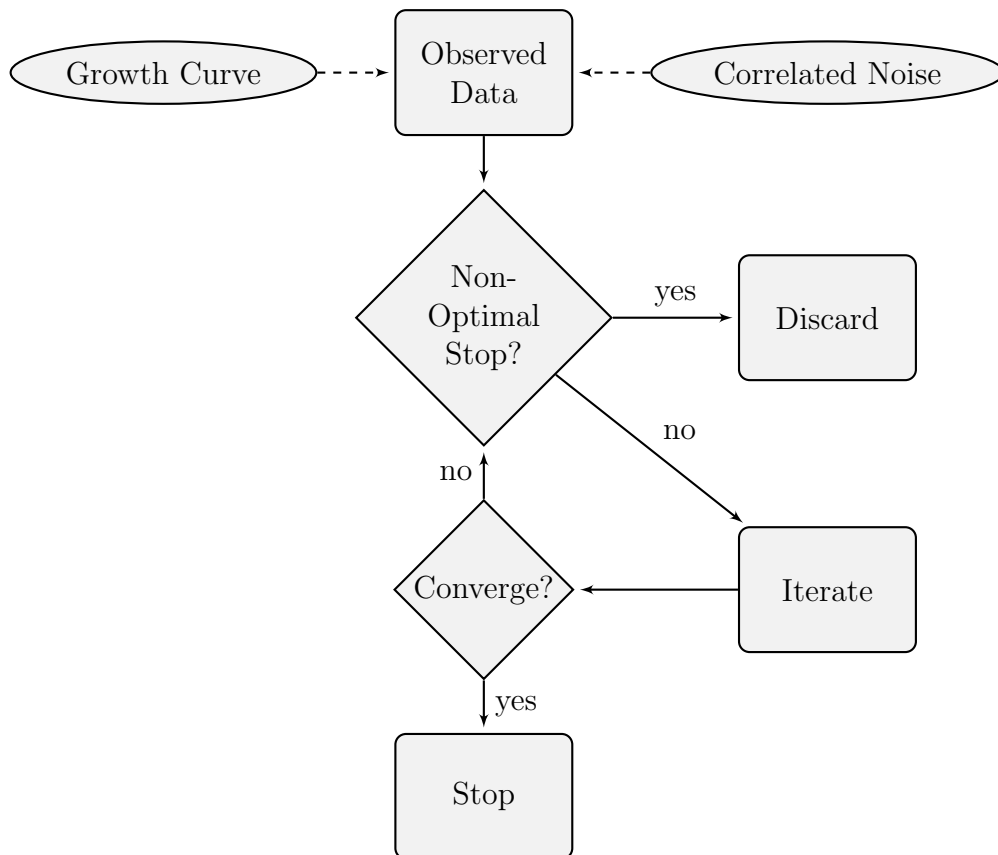 Growth Curve
Observed
Data
Correlated Noise
Non-
Optimal
Stop?
yes
Discard
no
no
Converge?
Iterate
yes
Stop